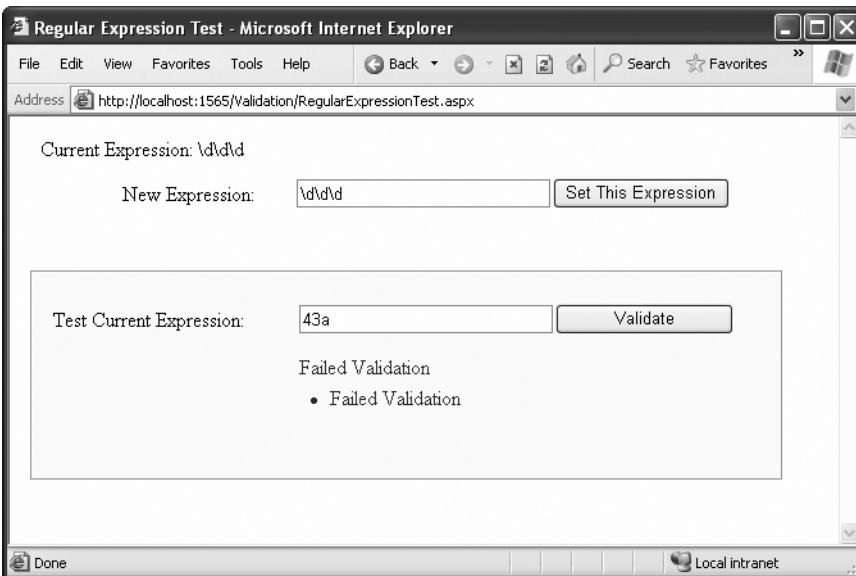 Regular Expression Test - Microsoft Internet Explorer
File Edit View Favorites Tools Help Back Search Favorites »
Address http://localhost:1565/Validation/RegularExpressionTest.aspx
Current Expression: \d\d\d
New Expression: \d\d\d Set This Expression
Test Current Expression: 43a Validate
Failed Validation
• Failed Validation
Done Local intranet